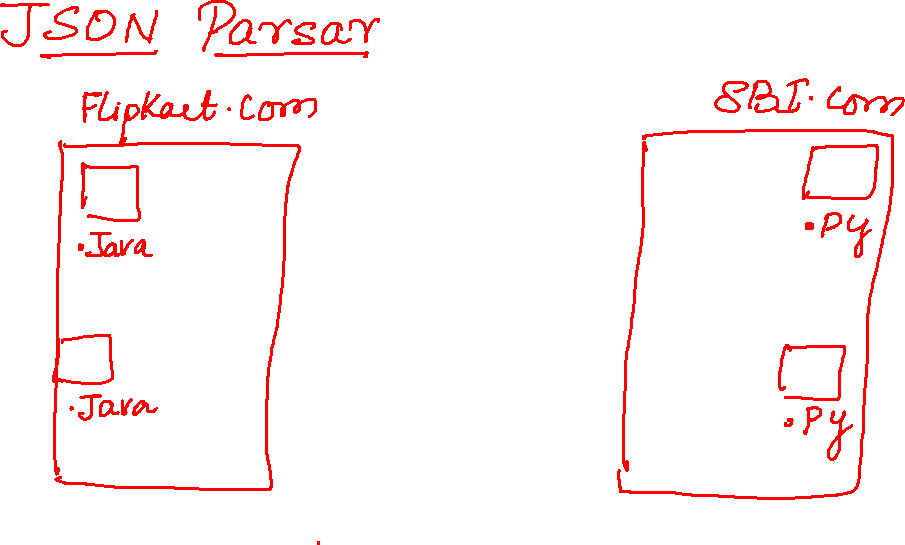 JSON Parsar
FlipKart.com
SBI.com
.Java
.Py
.Java
.Py